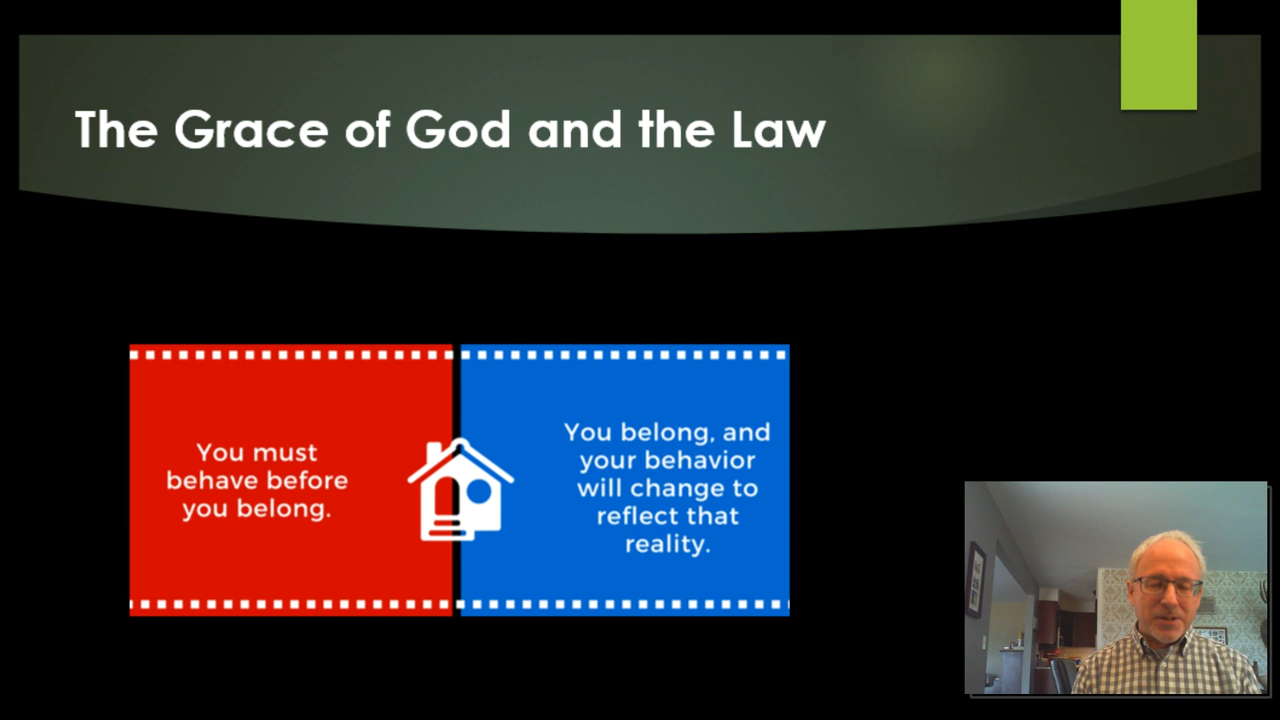 The Grace of God and the Law
You must
behave before
you belong.
You belong, and
your behavior
will change to
reflect that
reality.